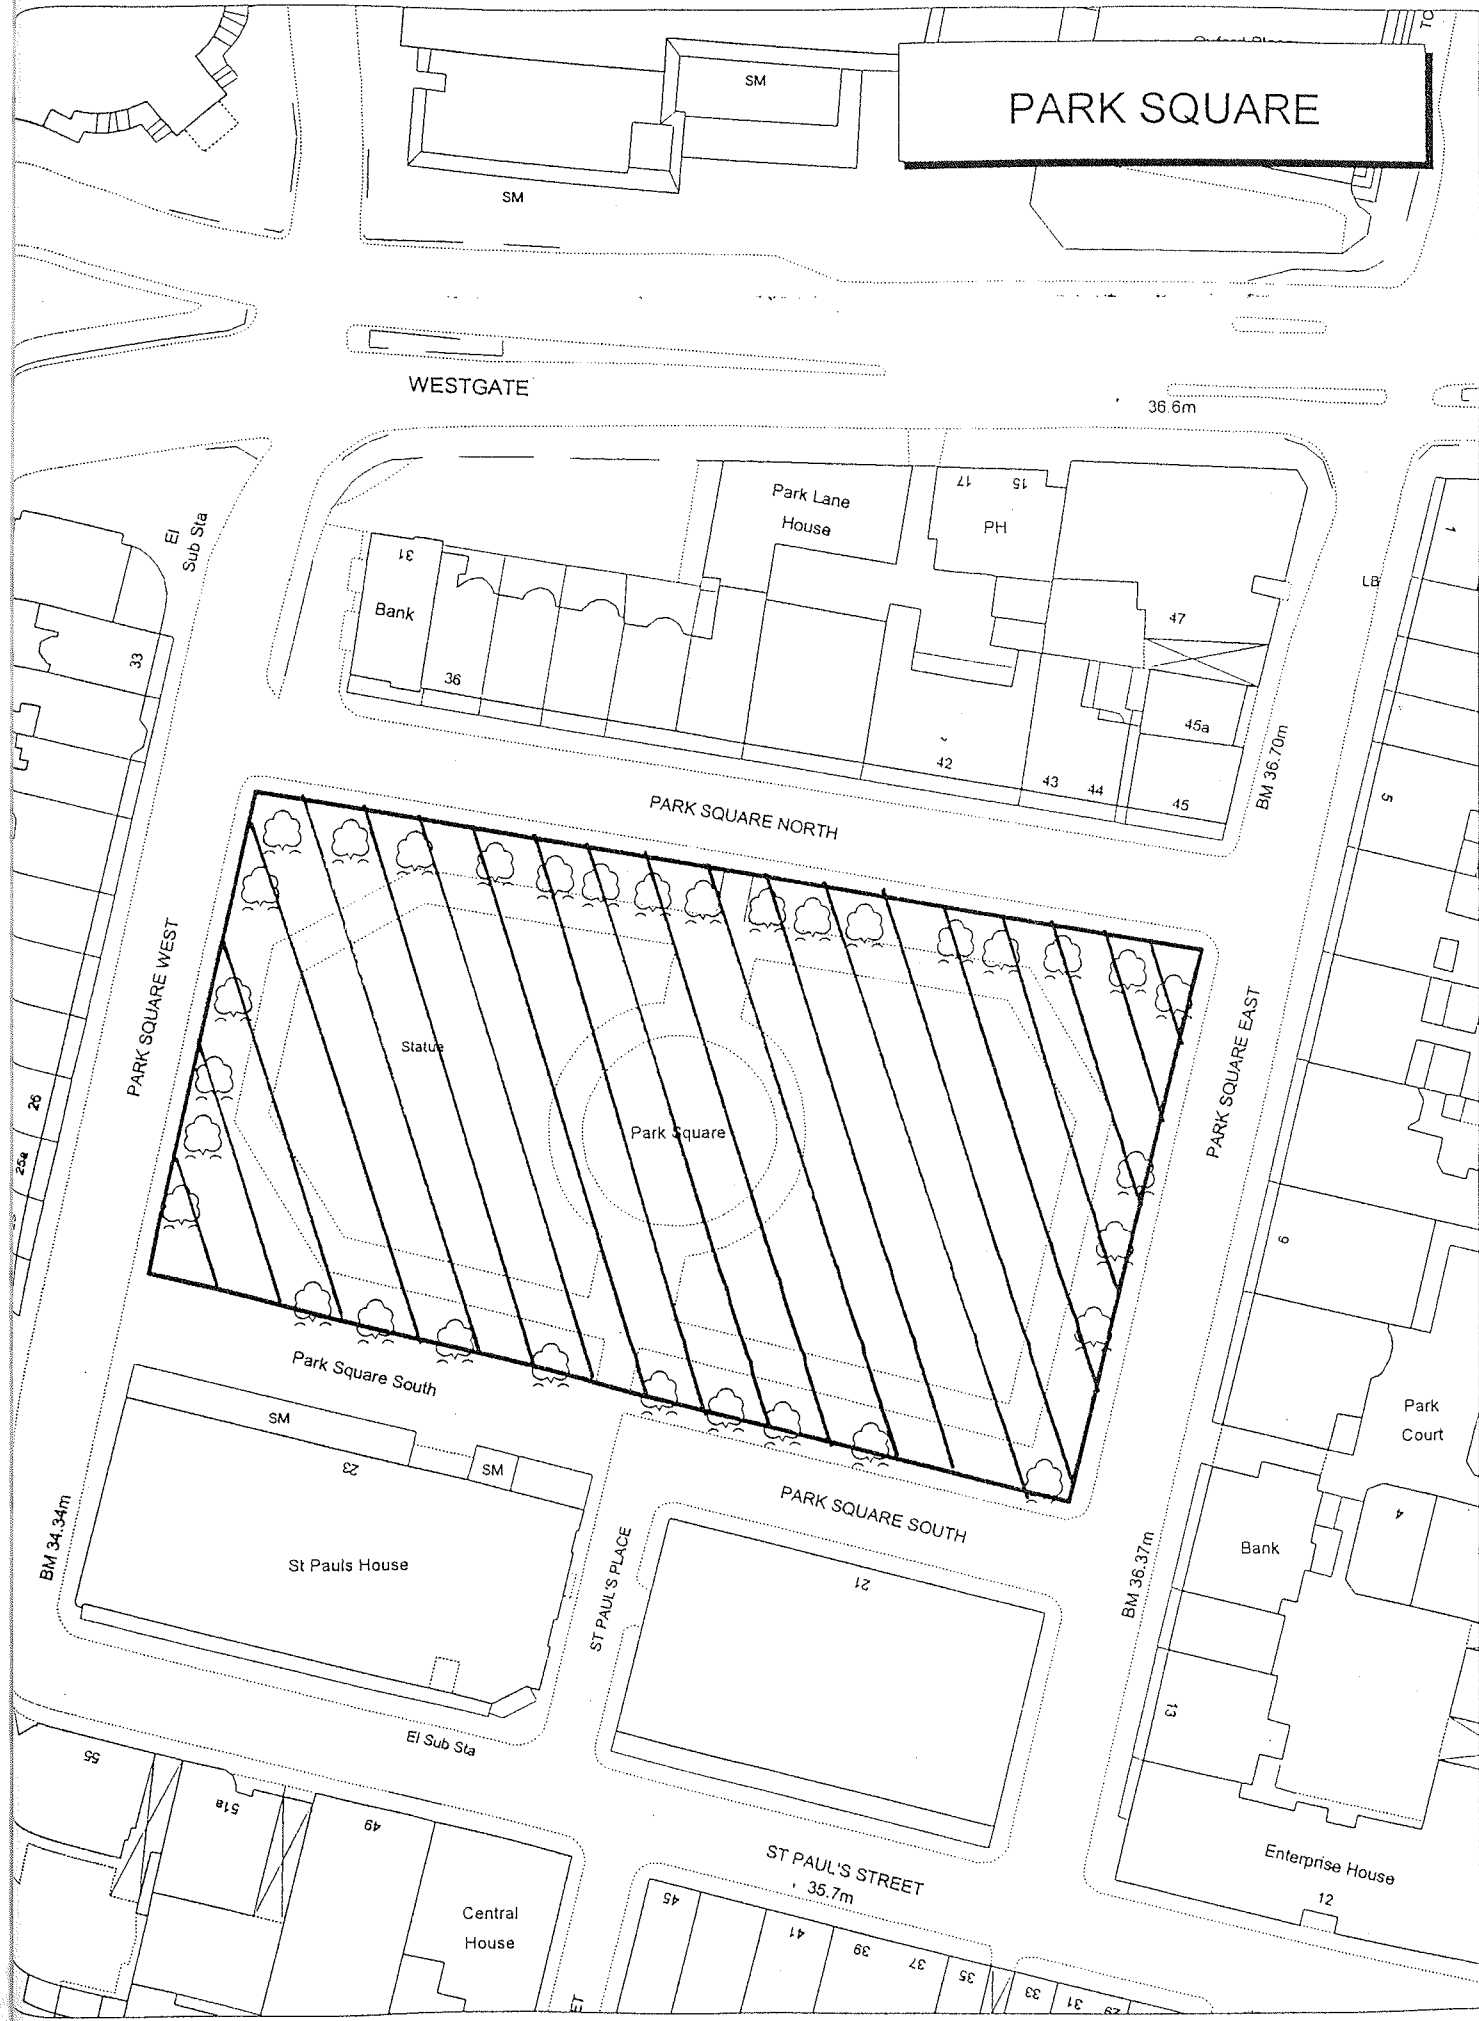 TO
PARK SQUARE
SM
SM
WESTGATE
36.6m
El
Sub Sta
Park Lane
House
17
15
PH
31
Bank
1
LB
47
33
36
45a
BM 36.70m
42
43
44
45
5
PARK SQUARE NORTH
PARK SQUARE WEST
Statue
Park Square
PARK SQUARE EAST
26
25a
9
Park Square South
SM
23
SM
Park
Court
PARK SQUARE SOUTH
BM 34.34m
St Pauls House
ST PAUL'S PLACE
21
BM 36.37m
Bank
4
13
El Sub Sta
55
51a
49
ST PAUL'S STREET
35.7m
Enterprise House
12
Central
House
45
41
39
37
35
33
31
29
ET